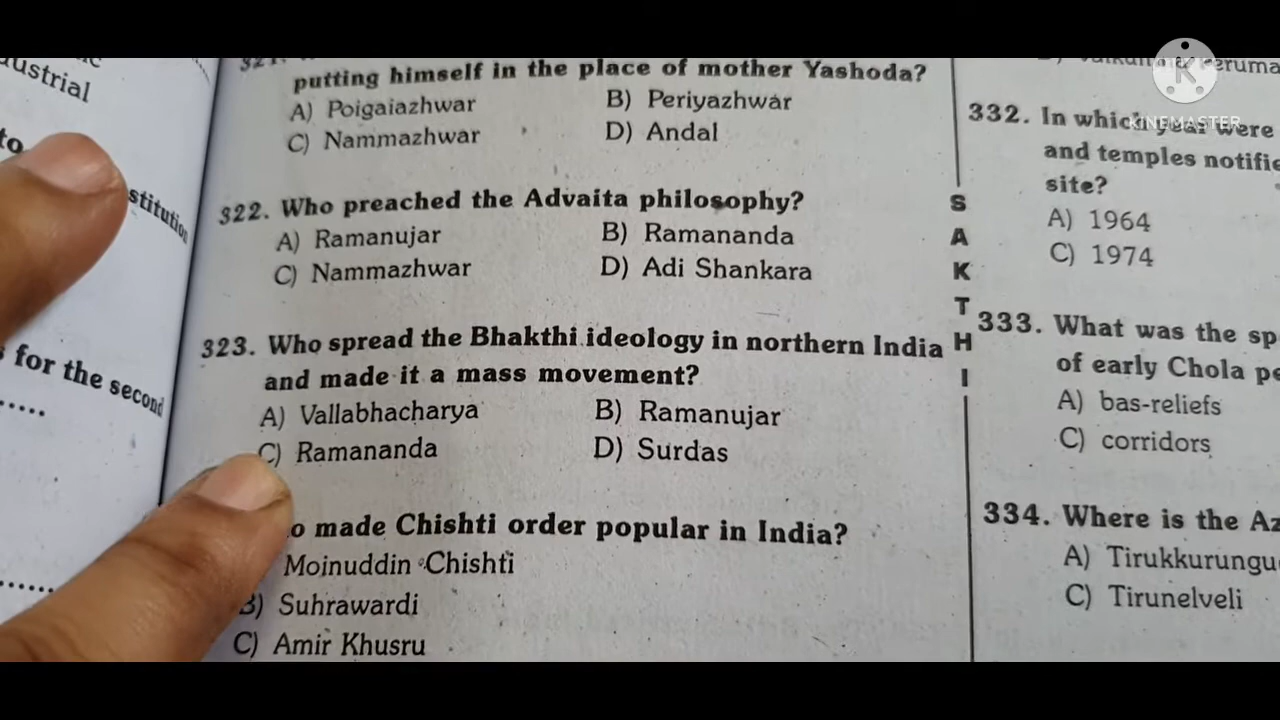 ustrial
to
stitution
for the second
putting himself in the place of mother Yashoda?
A) Poigaiazhwar B) Periyazhwar
C) Nammazhwar D) Andal
322. Who preached the Advaita philosophy?
A) Ramanujar B) Ramananda
C) Nammazhwar D) Adi Shankara
323. Who spread the Bhakthi ideology in northern India
and made it a mass movement?
A) Vallabhacharya B) Ramanujar
C) Ramananda D) Surdas
o made Chishti order popular in India?
Moinuddin Chishti
B) Suhrawardi
C) Amir Khusru
SAKTHI
332. In which year were
and temples notifie
site?
A) 1964
C) 1974
333. What was the sp
of early Chola pe
A) bas-reliefs
C) corridors
334. Where is the Az
A) Tirukkurungu
C) Tirunelveli
K
KINEMASTER